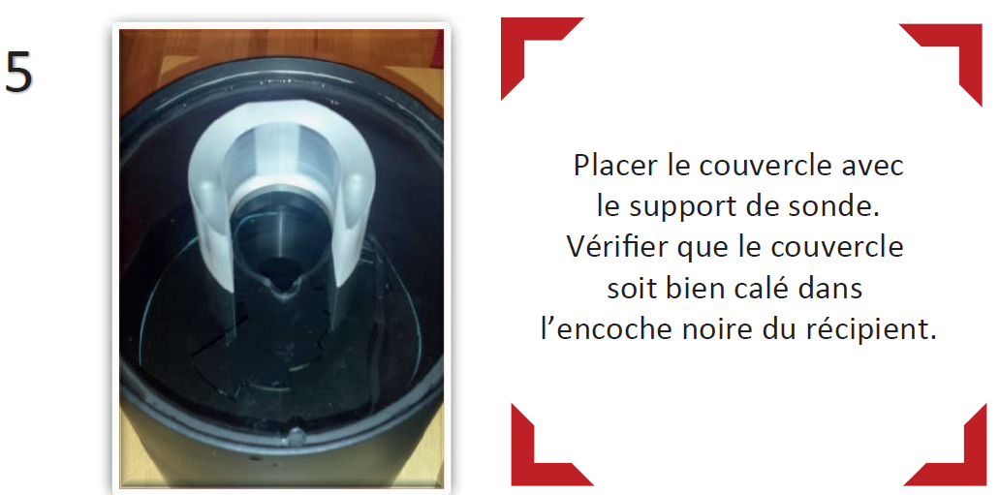 5
Placer le couvercle avec
le support de sonde.
Vérifier que le couvercle
soit bien calé dans
l’encoche noire du récipient.